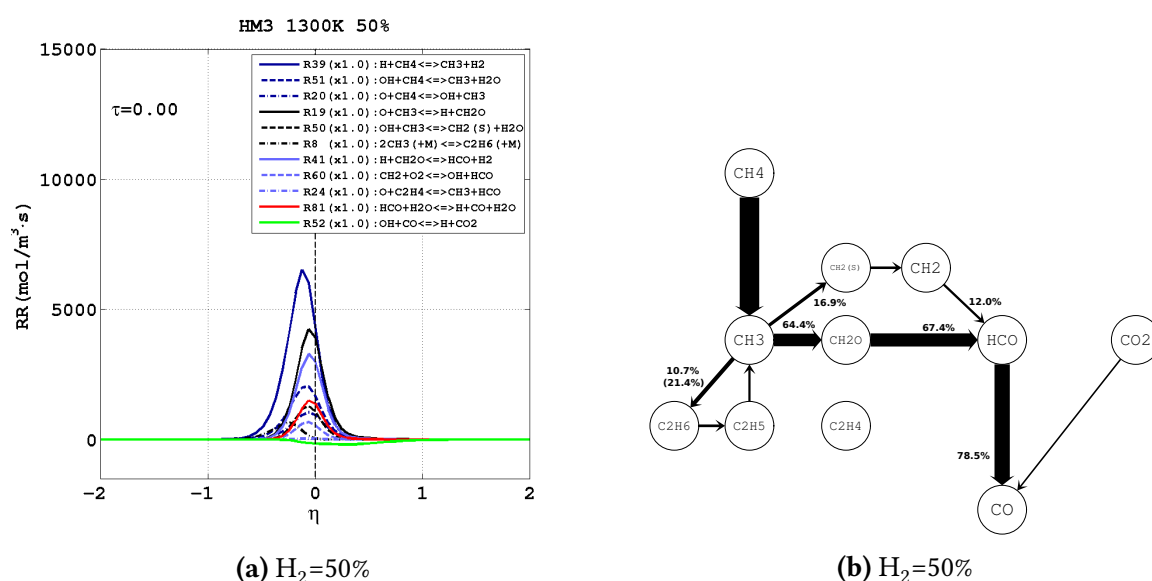 HM3 1300K 50%
15000
10000
5000
0
RR(mol/m³·s)
τ=0.00
R39(x1.0):H+CH4<=>CH3+H2
R51(x1.0):OH+CH4<=>CH3+H2O
R20(x1.0):O+CH4<=>OH+CH3
R19(x1.0):O+CH3<=>H+CH2O
R50(x1.0):OH+CH3<=>CH2(S)+H2O
R8 (x1.0):2CH3(+M)<=>C2H6(+M)
R41(x1.0):H+CH2O<=>HCO+H2
R60(x1.0):CH2+O2<=>OH+HCO
R24(x1.0):O+C2H4<=>CH3+HCO
R81(x1.0):HCO+H2O<=>H+CO+H2O
R52(x1.0):OH+CO<=>H+CO2
−2 −1 0 1 2
η
(a) H₂=50%
CH4
CH2(S) CH2
16.9% 12.0%
64.4% 67.4%
CH3 CH2O HCO CO2
10.7%
(21.4%)
C2H6 C2H5 C2H4
78.5%
CO
(b) H₂=50%